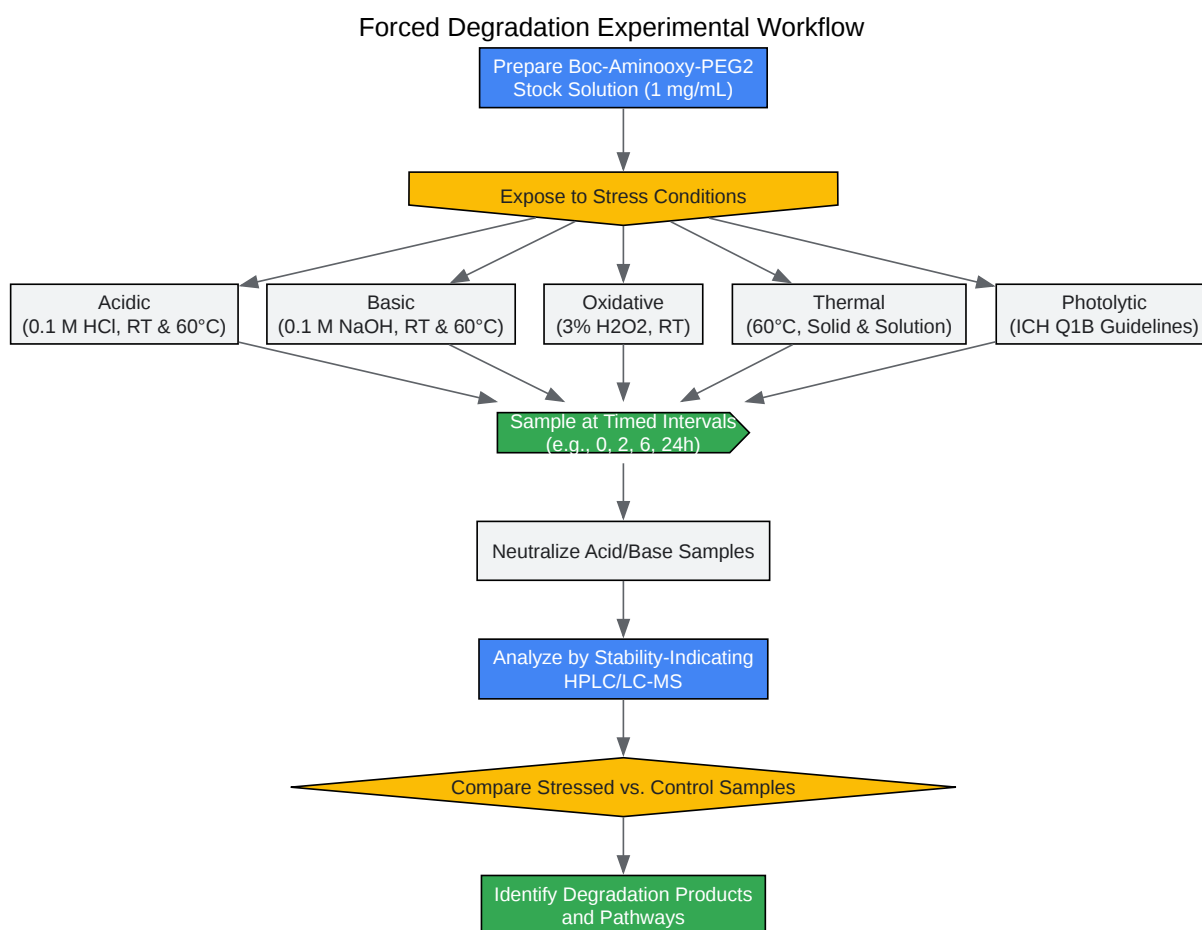 Forced Degradation Experimental Workflow
Prepare Boc-Aminooxy-PEG2
Stock Solution (1 mg/mL)
Expose to Stress Conditions
Acidic
(0.1 M HCl, RT & 60°C)
Basic
(0.1 M NaOH, RT & 60°C)
Oxidative
(3% H2O2, RT)
Thermal
(60°C, Solid & Solution)
Photolytic
(ICH Q1B Guidelines)
Sample at Timed Intervals
(e.g., 0, 2, 6, 24h)
Neutralize Acid/Base Samples
Analyze by Stability-Indicating
HPLC/LC-MS
Compare Stressed vs. Control Samples
Identify Degradation Products
and Pathways